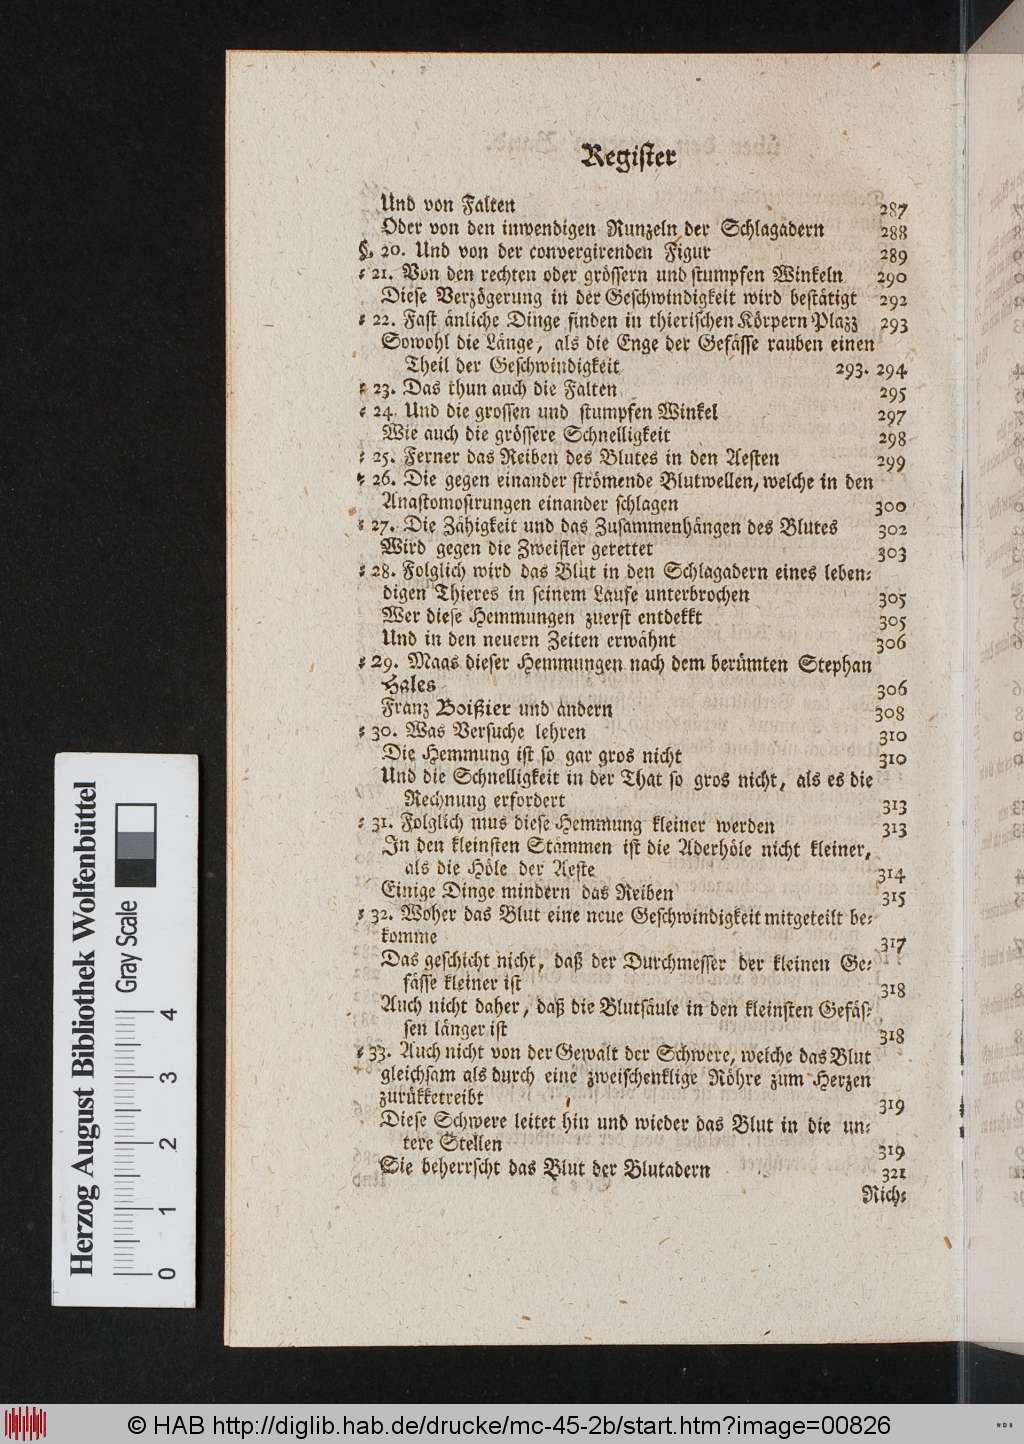 Register
Und von Falten 287
Oder von den inwendigen Runzeln der Schlagadern 288
§. 20. Und von der convergirenden Figur 289
⸗ 21. Von den rechten oder grössern und stumpfen Winkeln 290
Diese Verzögerung in der Geschwindigkeit wird bestätigt 292
⸗ 22. Fast änliche Dinge finden in thierischen Körpern Plazz 293
Sowohl die Länge, als die Enge der Gefässe rauben einen
Theil der Geschwindigkeit 293. 294
⸗ 23. Das thun auch die Falten 295
⸗ 24. Und die grossen und stumpfen Winkel 297
Wie auch die grössere Schnelligkeit 298
⸗ 25. Ferner das Reiben des Blutes in den Aesten 299
⸗ 26. Die gegen einander strömende Blutwellen, welche in den
Anastomosirungen einander schlagen 300
⸗ 27. Die Zähigkeit und das Zusammenhängen des Blutes 302
Wird gegen die Zweifler gerettet 303
⸗ 28. Folglich wird das Blut in den Schlagadern eines leben⸗
digen Thieres in seinem Laufe unterbrochen 305
Wer diese Hemmungen zuerst entdekkt 305
Und in den neuern Zeiten erwähnt 306
⸗ 29. Maas dieser Hemmungen nach dem berümten Stephan
Hales 306
Franz Boißier und andern 308
⸗ 30. Was Versuche lehren 310
Die Hemmung ist so gar gros nicht 310
Und die Schnelligkeit in der That so gros nicht, als es die
Rechnung erfordert 313
⸗ 31. Folglich mus diese Hemmung kleiner werden 313
In den kleinsten Stämmen ist die Aderhöle nicht kleiner,
als die Höle der Aeste 314
Einige Dinge mindern das Reiben 315
⸗ 32. Woher das Blut eine neue Geschwindigkeit mitgeteilt be⸗
komme 317
Das geschicht nicht, daß der Durchmesser der kleinen Ge⸗
fässe kleiner ist 318
Auch nicht daher, daß die Blutsäule in den kleinsten Gefäs⸗
sen länger ist 318
⸗ 33. Auch nicht von der Gewalt der Schwere, welche das Blut
gleichsam als durch eine zweischenklige Röhre zum Herzen
zurükketreibt 319
Diese Schwere leitet hin und wieder das Blut in die un⸗
tere Stellen 319
Sie beherrscht das Blut der Blutadern 321
Rich⸗
Herzog August Bibliothek Wolfenbüttel
Gray Scale
0 1 2 3 4
© HAB http://diglib.hab.de/drucke/mc-45-2b/start.htm?image=00826